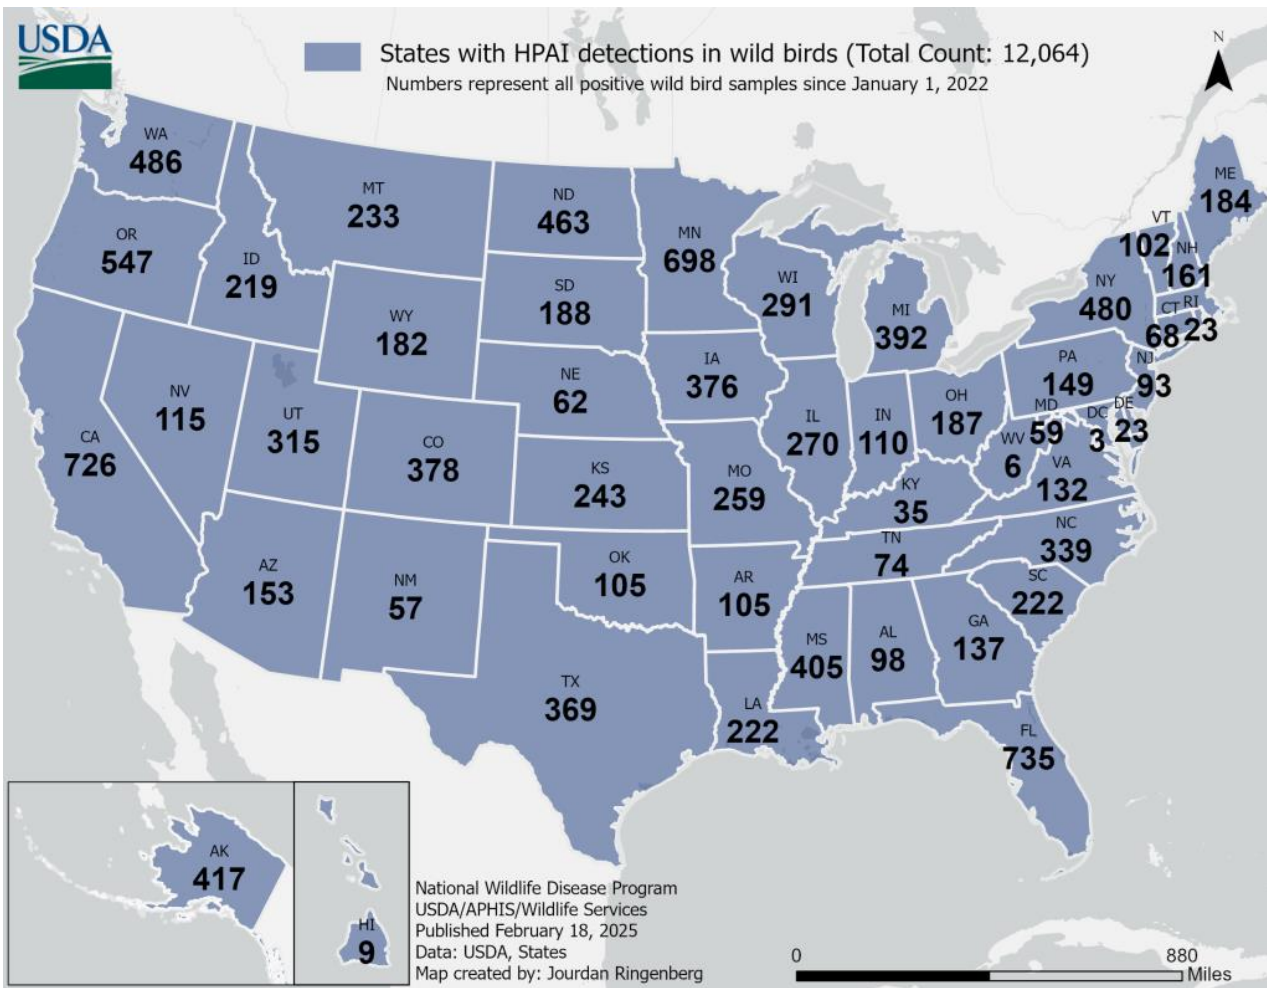 USDA
States with HPAI detections in wild birds (Total Count: 12,064)
Numbers represent all positive wild bird samples since January 1, 2022
N
WA
486
MT
233
ND
463
MN
698
ME
184
VT
102
NH
161
OR
547
ID
219
SD
188
WI
291
MI
392
NY
480
CT
68
RI
23
WY
182
IA
376
PA
149
NJ
93
NE
62
NV
115
UT
315
CO
378
CA
726
KS
243
MO
259
IL
270
IN
110
OH
187
MD
59
DC
3
DE
23
WV
6
VA
132
KY
35
NC
339
TN
74
SC
222
AZ
153
NM
57
OK
105
AR
105
MS
405
AL
98
GA
137
TX
369
LA
222
FL
735
AK
417
HI
9
National Wildlife Disease Program
USDA/APHIS/Wildlife Services
Published February 18, 2025
Data: USDA, States
Map created by: Jourdan Ringenberg
0
880
Miles